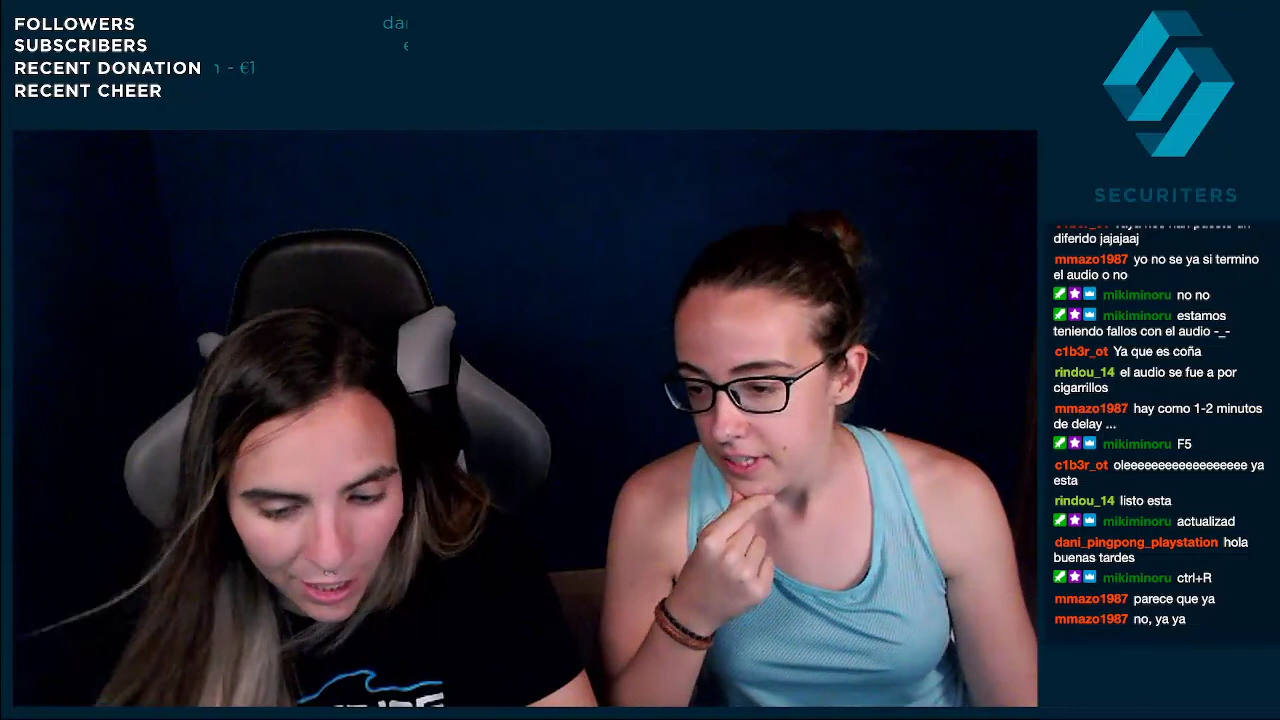 FOLLOWERS
SUBSCRIBERS
RECENT DONATION - €1
RECENT CHEER
SECURITERS
diferido jajajaaj
mmazo1987 yo no se ya si termino
el audio o no
mikiminoru no no
mikiminoru estamos
teniendo fallos con el audio -_-
c1b3r_ot Ya que es coña
rindou_14 el audio se fue a por
cigarrillos
mmazo1987 hay como 1-2 minutos
de delay ...
mikiminoru F5
c1b3r_ot oleeeeeeeeeeeeeeeeee ya
esta
rindou_14 listo esta
mikiminoru actualizad
dani_pingpong_playstation hola
buenas tardes
mikiminoru ctrl+R
mmazo1987 parece que ya
mmazo1987 no, ya ya